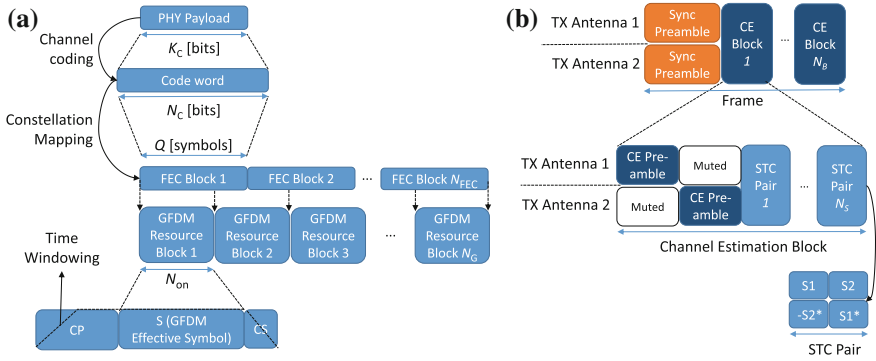 (a)
PHY Payload
Channel
coding
K_C [bits]
Code word
N_C [bits]
Constellation
Mapping
Q [symbols]
FEC Block 1
FEC Block 2
...
FEC Block N_FEC
GFDM
Resource
Block 1
GFDM
Resource
Block 2
GFDM
Resource
Block 3
...
GFDM
Resource
Block N_G
Time
Windowing
N_on
CP
S (GFDM
Effective Symbol)
CS
(b)
TX Antenna 1
Sync
Preamble
TX Antenna 2
Sync
Preamble
CE
Block
1
...
CE
Block
N_B
Frame
TX Antenna 1
CE Pre-
amble
Muted
TX Antenna 2
Muted
CE Pre-
amble
STC
Pair
1
...
STC
Pair
N_S
Channel Estimation Block
S1
S2
-S2*
S1*
STC Pair